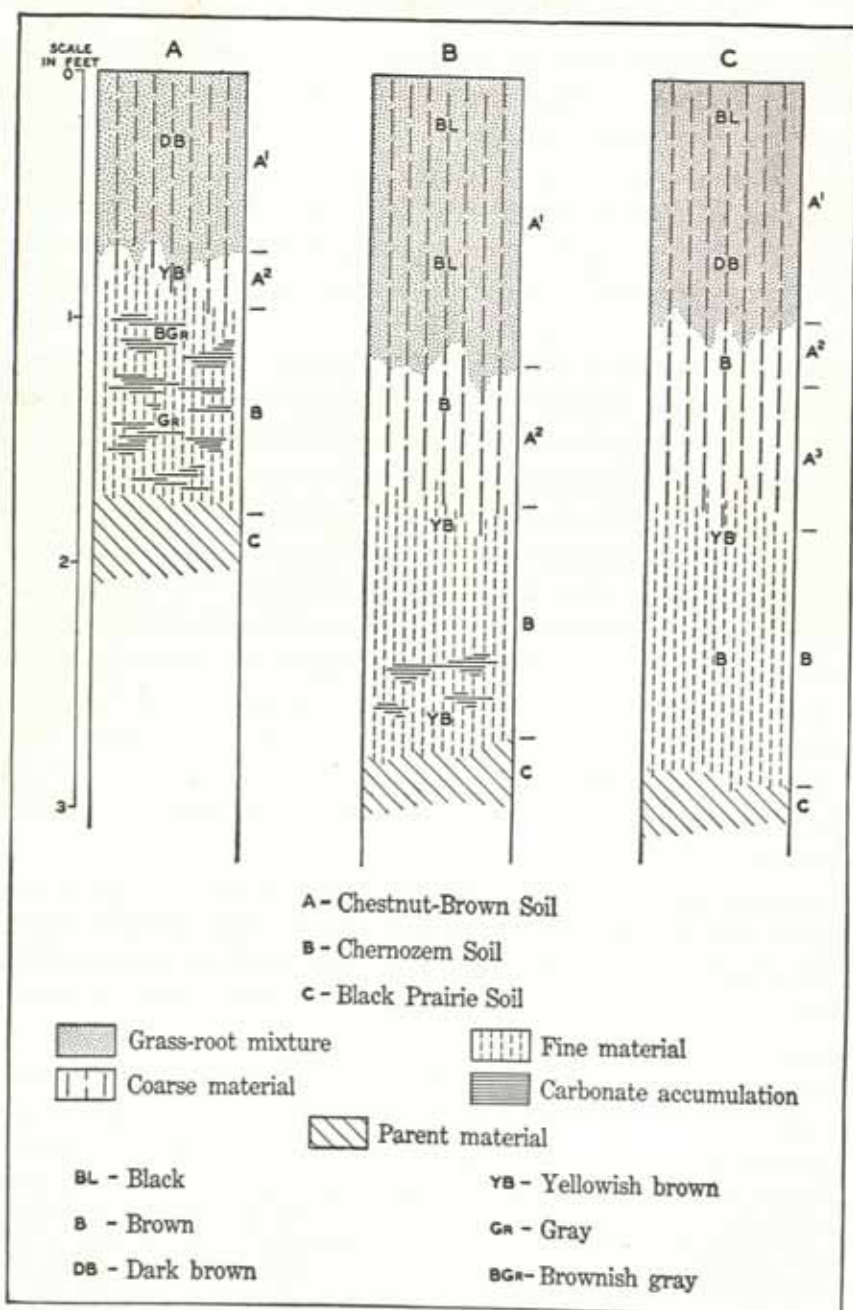 SCALE
IN FEET
A
B
C
0
1
2
3
DB
YB
BGR
GR
A¹
A²
B
C
BL
BL
B
YB
YB
A¹
A²
B
C
BL
DB
B
YB
B
A¹
A²
A³
B
C
A - Chestnut-Brown Soil
B - Chernozem Soil
C - Black Prairie Soil
Grass-root mixture
Fine material
Coarse material
Carbonate accumulation
Parent material
BL - Black
YB - Yellowish brown
B - Brown
GR - Gray
DB - Dark brown
BGR - Brownish gray